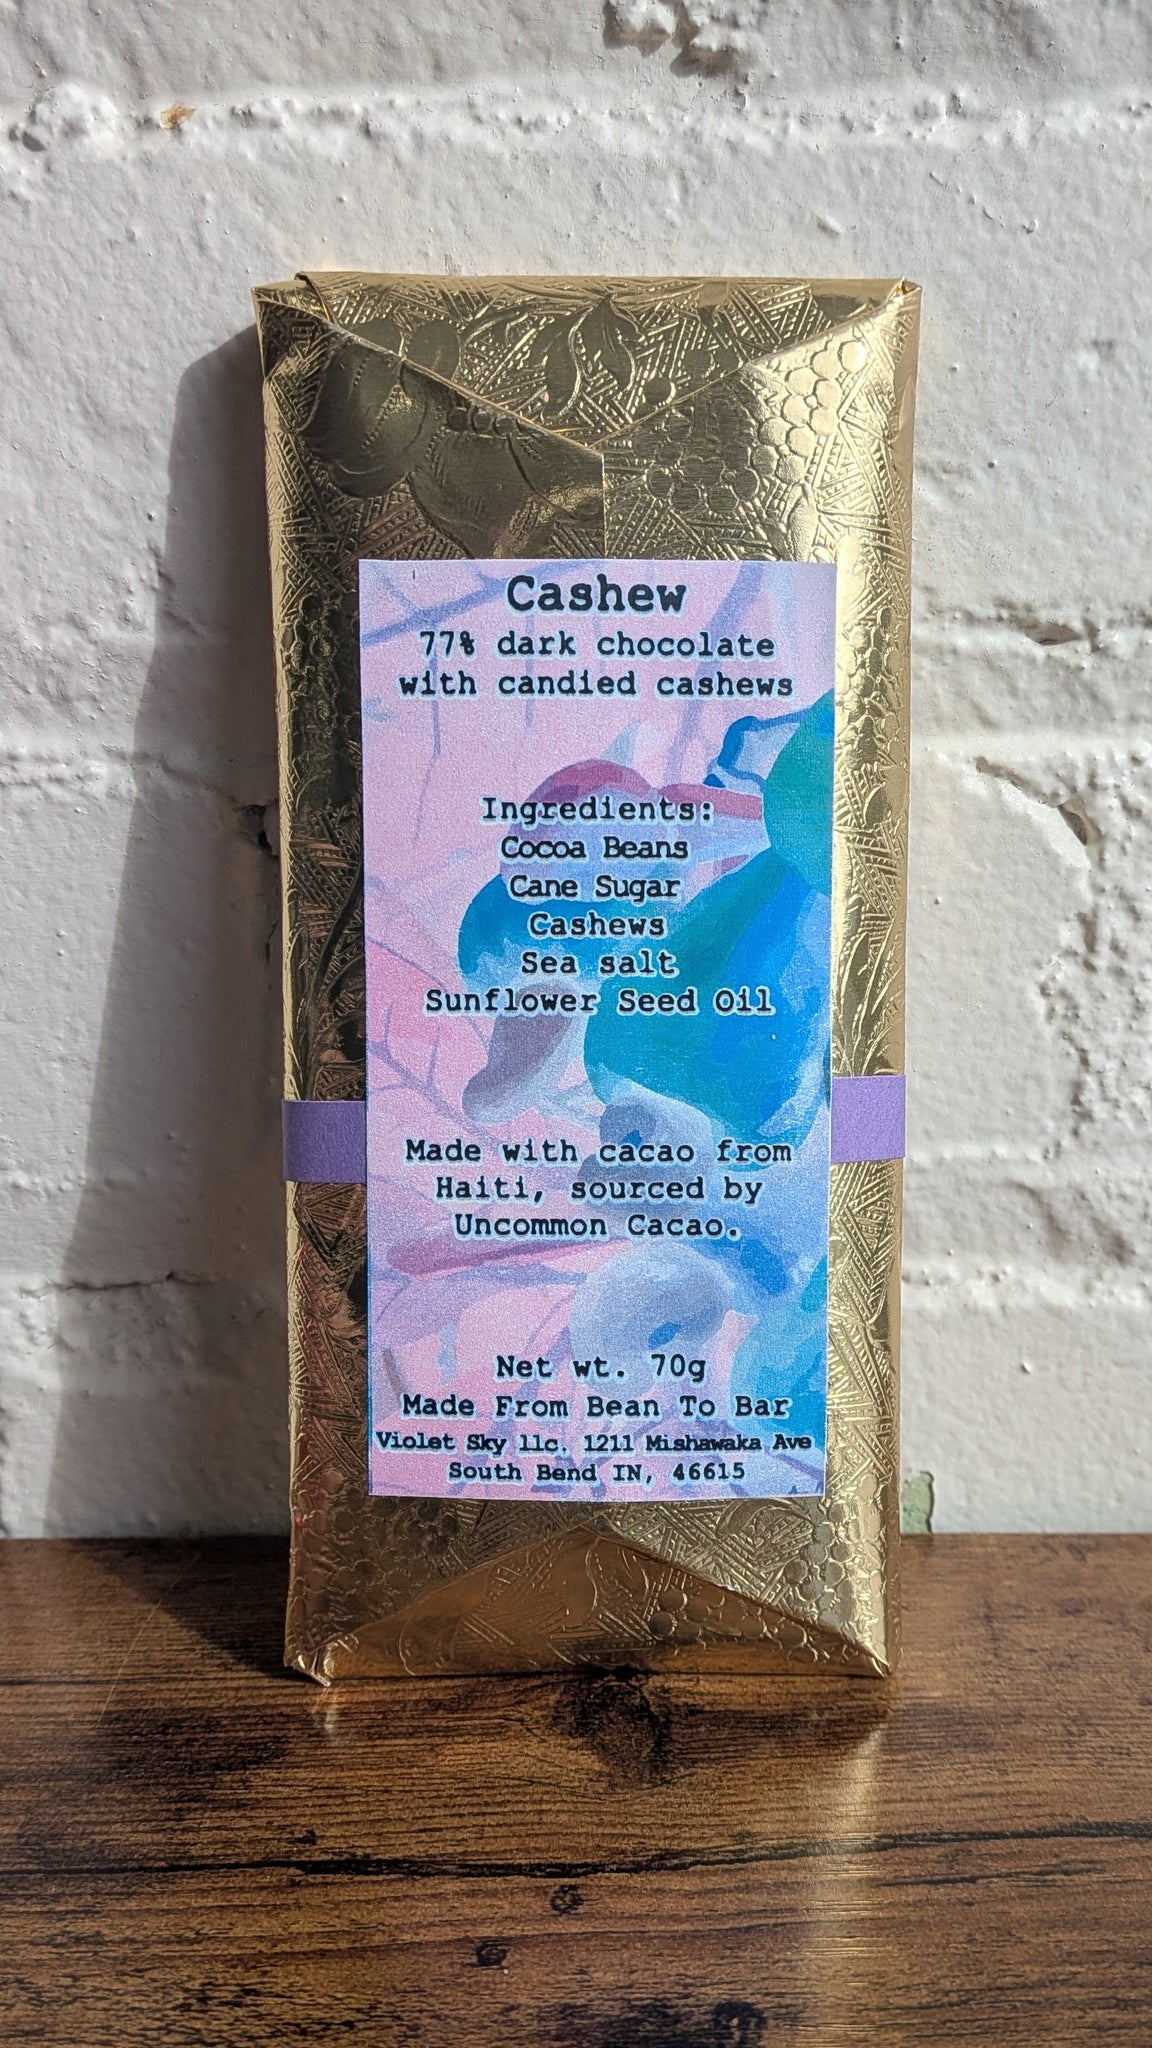 Cashew
77% dark chocolate
with candied cashews
Ingredients:
Cocoa Beans
Cane Sugar
Cashews
Sea salt
Sunflower Seed Oil
Made with cacao from
Haiti, sourced by
Uncommon Cacao.
Net wt. 70g
Made From Bean To Bar
Violet Sky llc. 1211 Mishawaka Ave
South Bend IN, 46615